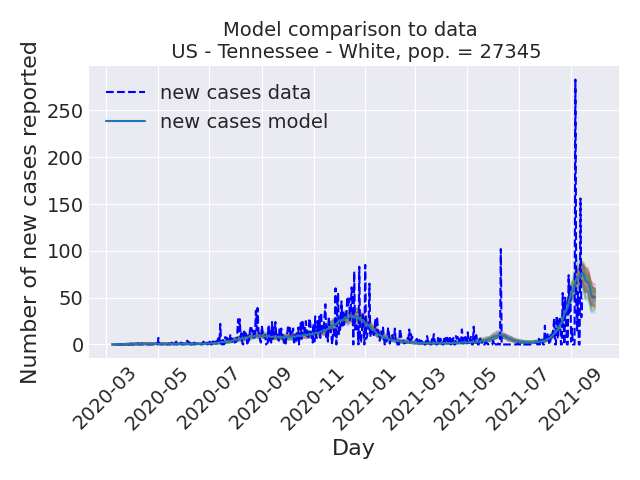 Model comparison to data
US - Tennessee - White, pop. = 27345
Number of new cases reported
new cases data
new cases model
250
200
150
100
50
0
2020-03
2020-05
2020-07
2020-09
2020-11
2021-01
2021-03
2021-05
2021-07
2021-09
Day